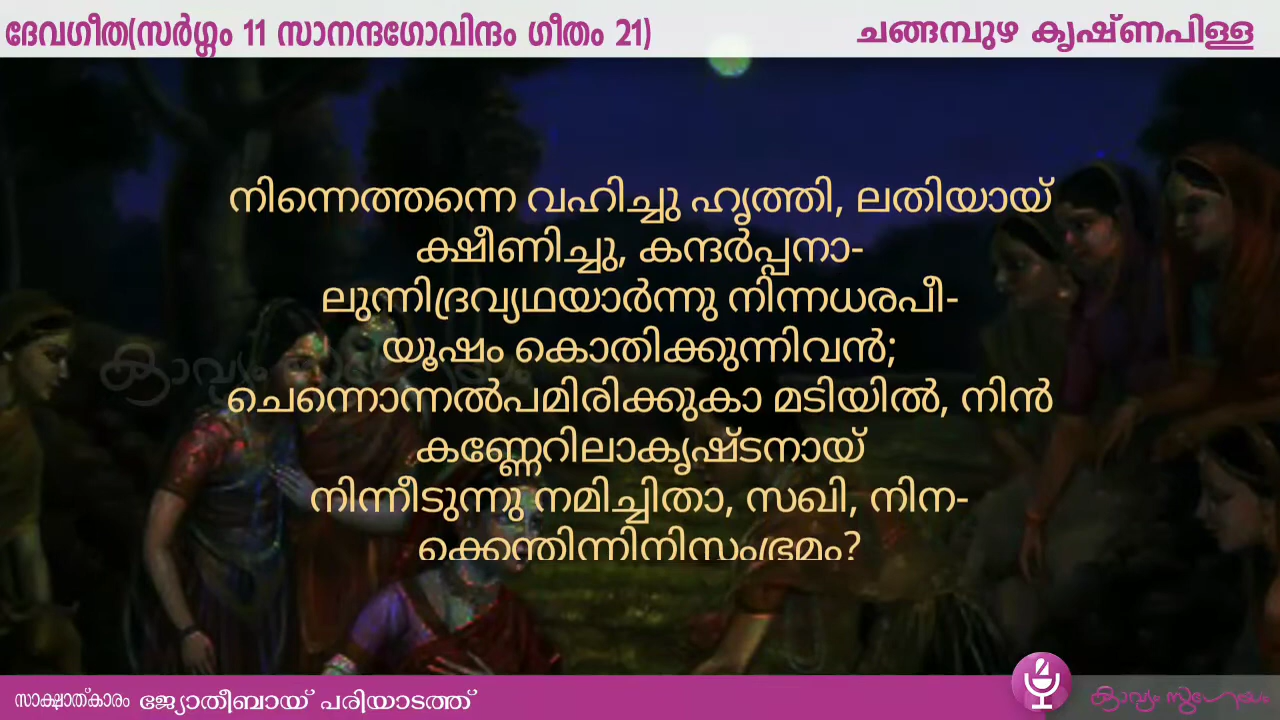 ദേവഗീത(സർഗ്ഗം 11 സാനന്ദഗോവിന്ദം ഗീതം 21)
ചങ്ങമ്പുഴ കൃഷ്ണപിള്ള
നിന്നെത്തന്നെ വഹിച്ചു ഹൃത്തി, ലതിയായ്
ക്ഷീണിച്ചു, കന്ദർപ്പനാ-
ലുന്നിദ്രവ്യഥയാർന്നു നിന്നധരപീ-
യൂഷം കൊതിക്കുന്നിവൻ;
ചെന്നൊന്നൽപമിരിക്കുകാ മടിയിൽ, നിൻ
കണ്ണേറിലാകൃഷ്ടനായ്
നിന്നീടുന്നു നമിച്ചിതാ, സഖി, നിന-
ക്കെന്തിന്നിനിസംഭ്രമം?
സാക്ഷാത്കാരം ജ്യോതീബായ് പരിയാടത്ത്
കാവ്യം സുഗേയം